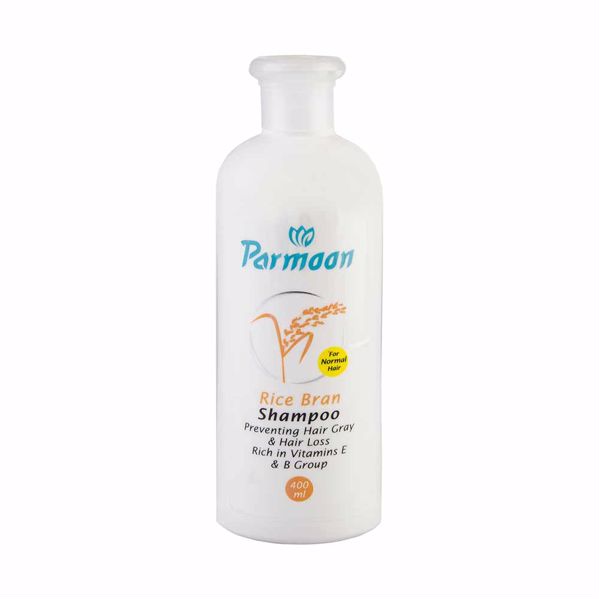 Parmoon
For
Normal
Hair
Rice Bran
Shampoo
Preventing Hair Gray
& Hair Loss
Rich in Vitamins E
& B Group
400
ml